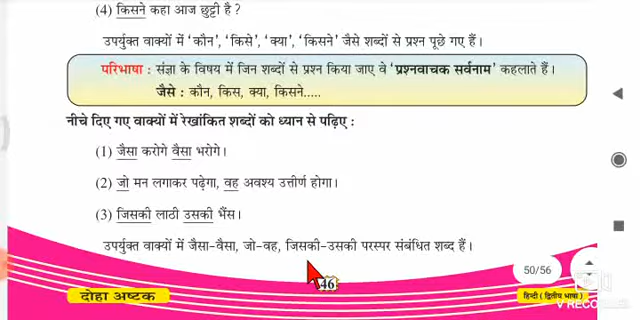 (4) किसने कहा आज छुट्टी है ?
उपर्युक्त वाक्यों में ‘कौन’, ‘किसे’, ‘क्या’, ‘किसने’ जैसे शब्दों से प्रश्न पूछे गए हैं।
परिभाषा : संज्ञा के विषय में जिन शब्दों से प्रश्न किया जाए वे ‘प्रश्नवाचक सर्वनाम’ कहलाते हैं।
जैसे : कौन, किस, क्या, किसने.....
नीचे दिए गए वाक्यों में रेखांकित शब्दों को ध्यान से पढ़िए :
(1) जैसा करोगे वैसा भरोगे।
(2) जो मन लगाकर पढ़ेगा, वह अवश्य उत्तीर्ण होगा।
(3) जिसकी लाठी उसकी भैंस।
उपर्युक्त वाक्यों में जैसा-वैसा, जो-वह, जिसकी-उसकी परस्पर संबंधित शब्द हैं।
50/56
46
दोहा अष्टक
हिन्दी ( द्वितीय भाषा )
V RECORDER